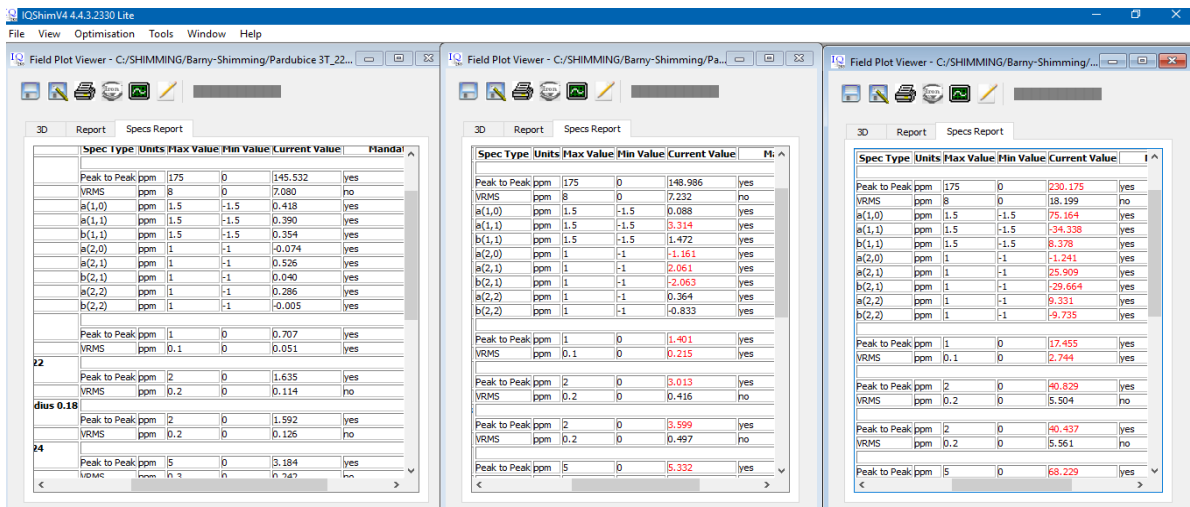 IQShimV4 4.4.3.2330 Lite
File View Optimisation Tools Window Help
Field Plot Viewer - C:/SHIMMING/Barny-Shimming/Pardubice 3T_22...
3D Report Specs Report
Spec Type Units Max Value Min Value Current Value Mandat
Peak to Peak ppm 175 0 145.532 yes
VRMS ppm 8 0 7.080 no
a(1,0) ppm 1.5 -1.5 0.418 yes
a(1,1) ppm 1.5 -1.5 0.390 yes
b(1,1) ppm 1.5 -1.5 0.354 yes
a(2,0) ppm 1 -1 -0.074 yes
a(2,1) ppm 1 -1 0.526 yes
b(2,1) ppm 1 -1 0.040 yes
a(2,2) ppm 1 -1 0.286 yes
b(2,2) ppm 1 -1 -0.005 yes
Peak to Peak ppm 1 0 0.707 yes
VRMS ppm 0.1 0 0.051 yes
22
Peak to Peak ppm 2 0 1.635 yes
VRMS ppm 0.2 0 0.114 no
dius 0.18
Peak to Peak ppm 2 0 1.592 yes
VRMS ppm 0.2 0 0.126 no
24
Peak to Peak ppm 5 0 3.184 yes
VRMS ppm 0.3 0 0.242 no
Field Plot Viewer - C:/SHIMMING/Barny-Shimming/Pa...
3D Report Specs Report
Spec Type Units Max Value Min Value Current Value Ma
Peak to Peak ppm 175 0 148.986 yes
VRMS ppm 8 0 7.232 no
a(1,0) ppm 1.5 -1.5 0.088 yes
a(1,1) ppm 1.5 -1.5 3.314 yes
b(1,1) ppm 1.5 -1.5 1.472 yes
a(2,0) ppm 1 -1 -1.161 yes
a(2,1) ppm 1 -1 2.061 yes
b(2,1) ppm 1 -1 -2.063 yes
a(2,2) ppm 1 -1 0.364 yes
b(2,2) ppm 1 -1 -0.833 yes
Peak to Peak ppm 1 0 1.401 yes
VRMS ppm 0.1 0 0.215 yes
Peak to Peak ppm 2 0 3.013 yes
VRMS ppm 0.2 0 0.416 no
Peak to Peak ppm 2 0 3.599 yes
VRMS ppm 0.2 0 0.497 no
Peak to Peak ppm 5 0 5.332 yes
Field Plot Viewer - C:/SHIMMING/Barny-Shimming/...
3D Report Specs Report
Spec Type Units Max Value Min Value Current Value
Peak to Peak ppm 175 0 230.175 yes
VRMS ppm 8 0 18.199 no
a(1,0) ppm 1.5 -1.5 75.164 yes
a(1,1) ppm 1.5 -1.5 -34.338 yes
b(1,1) ppm 1.5 -1.5 8.378 yes
a(2,0) ppm 1 -1 -1.241 yes
a(2,1) ppm 1 -1 25.909 yes
b(2,1) ppm 1 -1 -29.664 yes
a(2,2) ppm 1 -1 9.331 yes
b(2,2) ppm 1 -1 -9.735 yes
Peak to Peak ppm 1 0 17.455 yes
VRMS ppm 0.1 0 2.744 yes
Peak to Peak ppm 2 0 40.829 yes
VRMS ppm 0.2 0 5.504 no
Peak to Peak ppm 2 0 40.437 yes
VRMS ppm 0.2 0 5.561 no
Peak to Peak ppm 5 0 68.229 yes